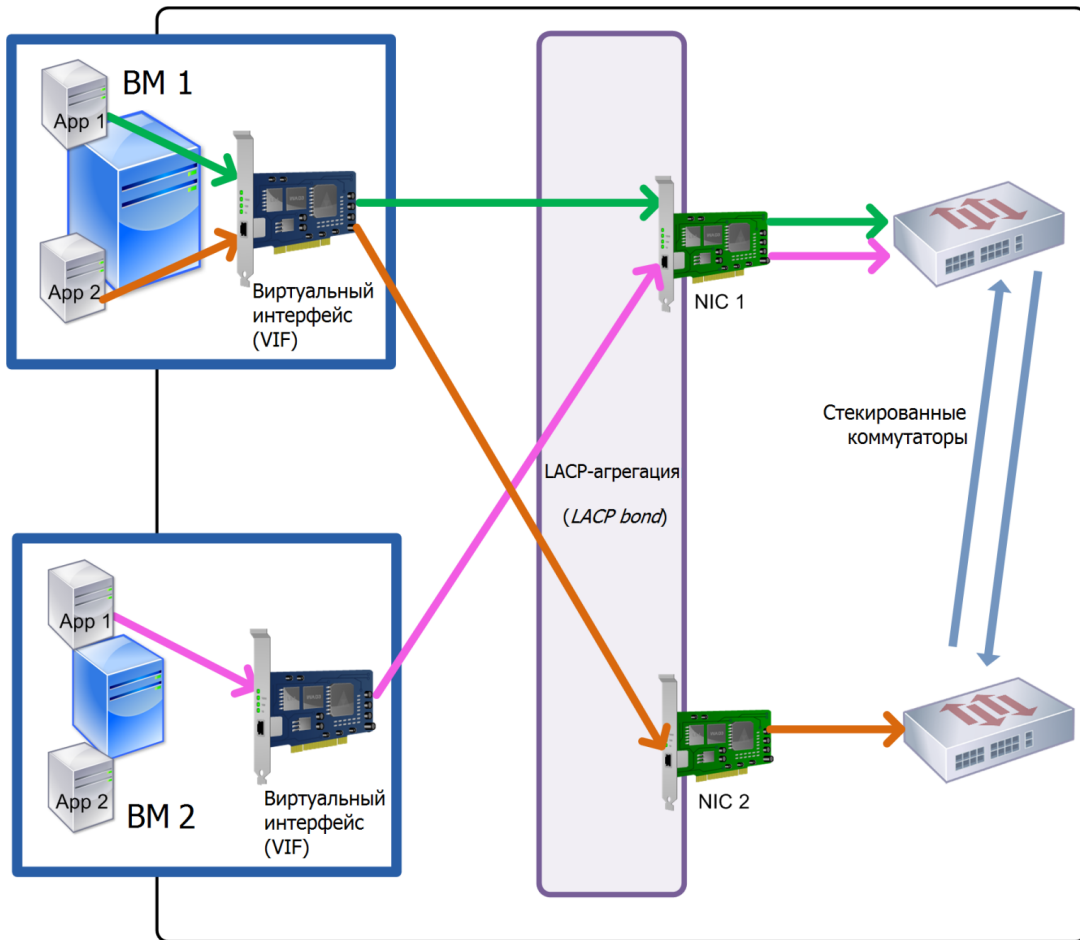 ВМ 1
App 1
App 2
Виртуальный
интерфейс
(VIF)
NIC 1
Стекированные
коммутаторы
LACP-агрегация
(LACP bond)
App 1
App 2
ВМ 2
Виртуальный
интерфейс
(VIF)
NIC 2